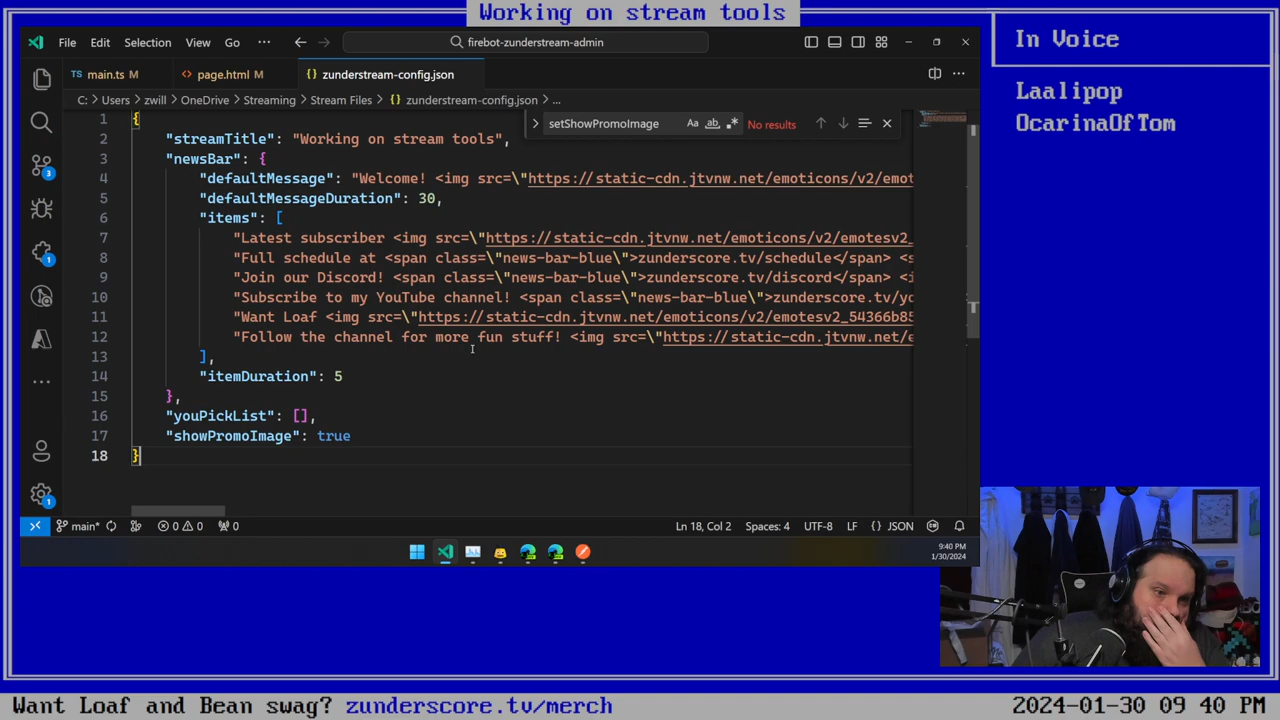 Working on stream tools
In Voice
Laalipop
OcarinaOfTom
File Edit Selection View Go ··· firebot-zunderstream-admin
TS main.ts M <> page.html M {} zunderstream-config.json
C: > Users > zwill > OneDrive > Streaming > Stream Files > {} zunderstream-config.json > ...
setShowPromoImage Aa ab .* No results
1 {
2 "streamTitle": "Working on stream tools",
3 "newsBar": {
4 "defaultMessage": "Welcome! <img src=\"https://static-cdn.jtvnw.net/emoticons/v2/emot
5 "defaultMessageDuration": 30,
6 "items": [
7 "Latest subscriber <img src=\"https://static-cdn.jtvnw.net/emoticons/v2/emotesv2_
8 "Full schedule at <span class=\"news-bar-blue\">zunderscore.tv/schedule</span> <s
9 "Join our Discord! <span class=\"news-bar-blue\">zunderscore.tv/discord</span> <i
10 "Subscribe to my YouTube channel! <span class=\"news-bar-blue\">zunderscore.tv/yo
11 "Want Loaf <img src=\"https://static-cdn.jtvnw.net/emoticons/v2/emotesv2_54366b85
12 "Follow the channel for more fun stuff! <img src=\"https://static-cdn.jtvnw.net/e
13 ],
14 "itemDuration": 5
15 },
16 "youPickList": [],
17 "showPromoImage": true
18 }
3
1
1
main* 0 0 0 Ln 18, Col 2 Spaces: 4 UTF-8 LF {} JSON
9:40 PM
1/30/2024
Want Loaf and Bean swag? zunderscore.tv/merch 2024-01-30 09 40 PM